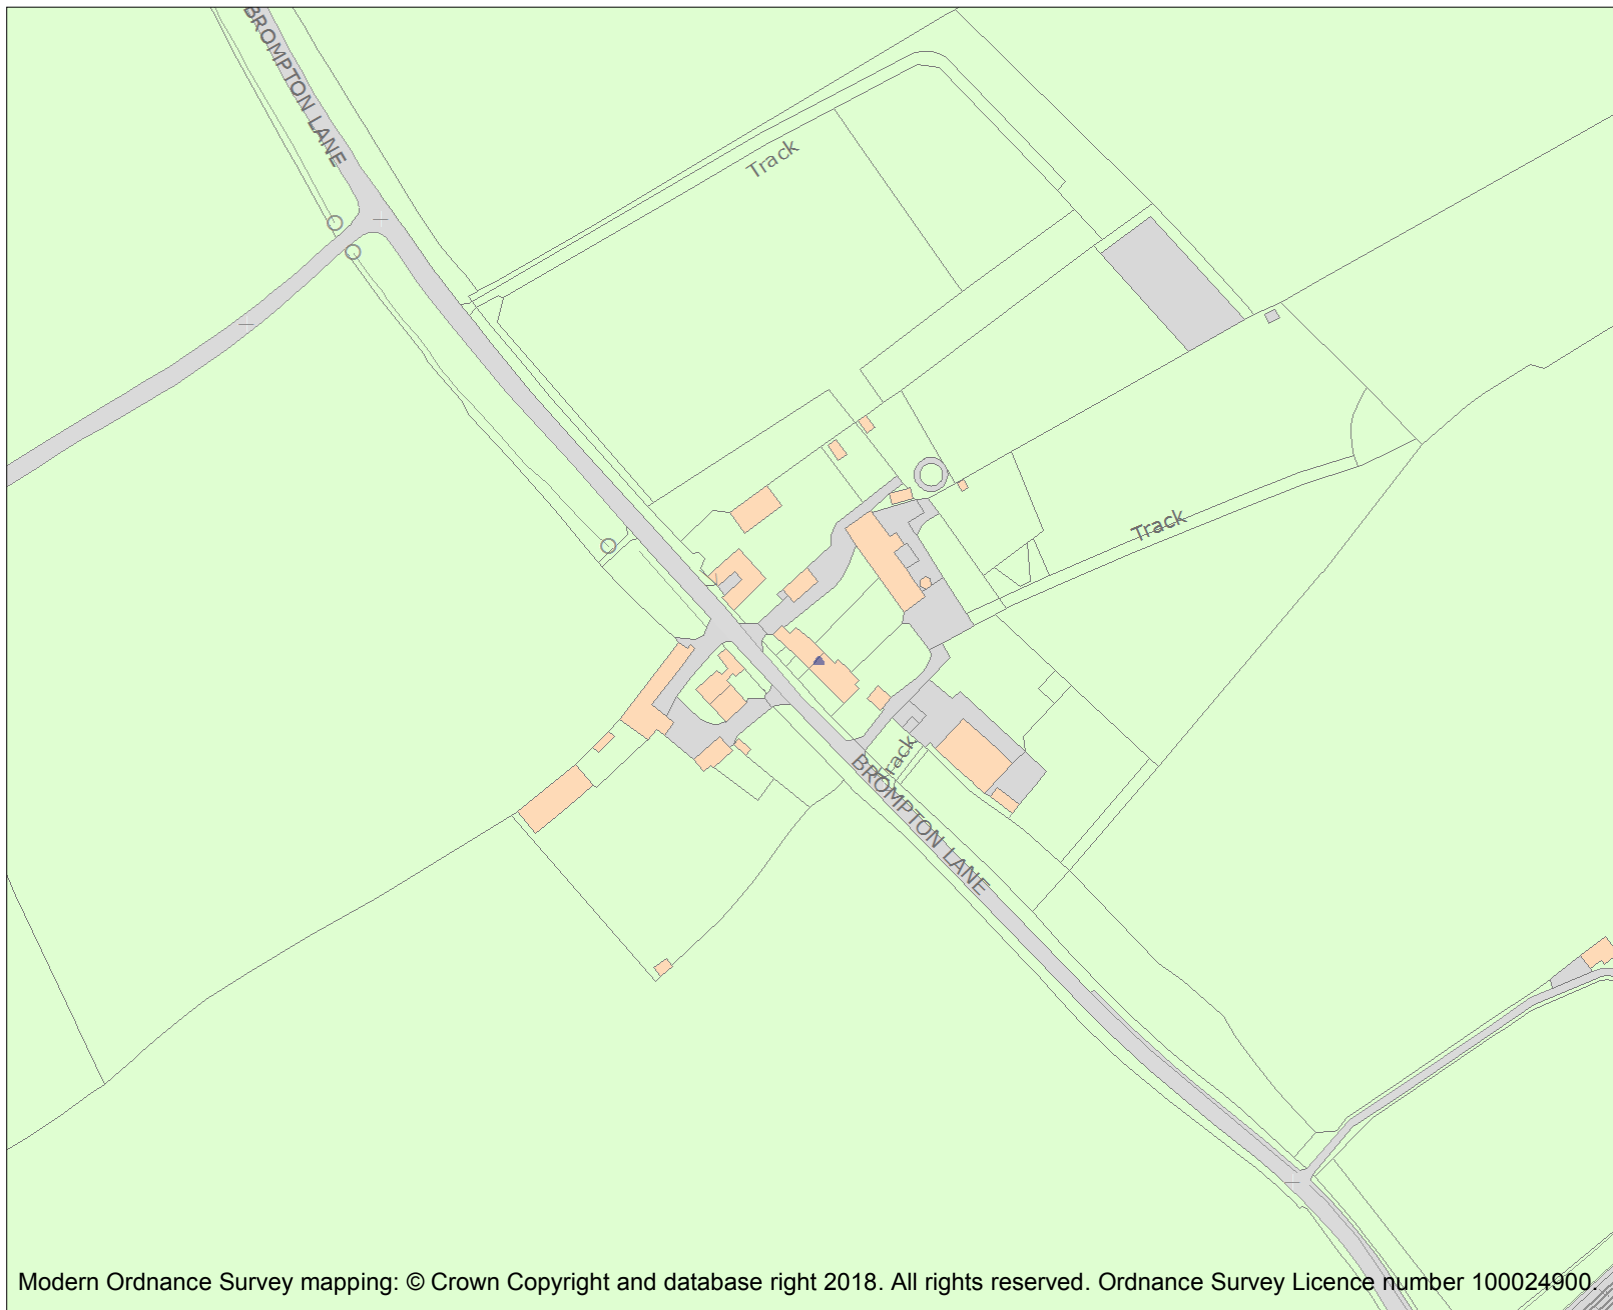 BROMPTON LANE
Track
Track
Track
BROMPTON LANE
Modern Ordnance Survey mapping: © Crown Copyright and database right 2018. All rights reserved. Ordnance Survey Licence number 100024900.